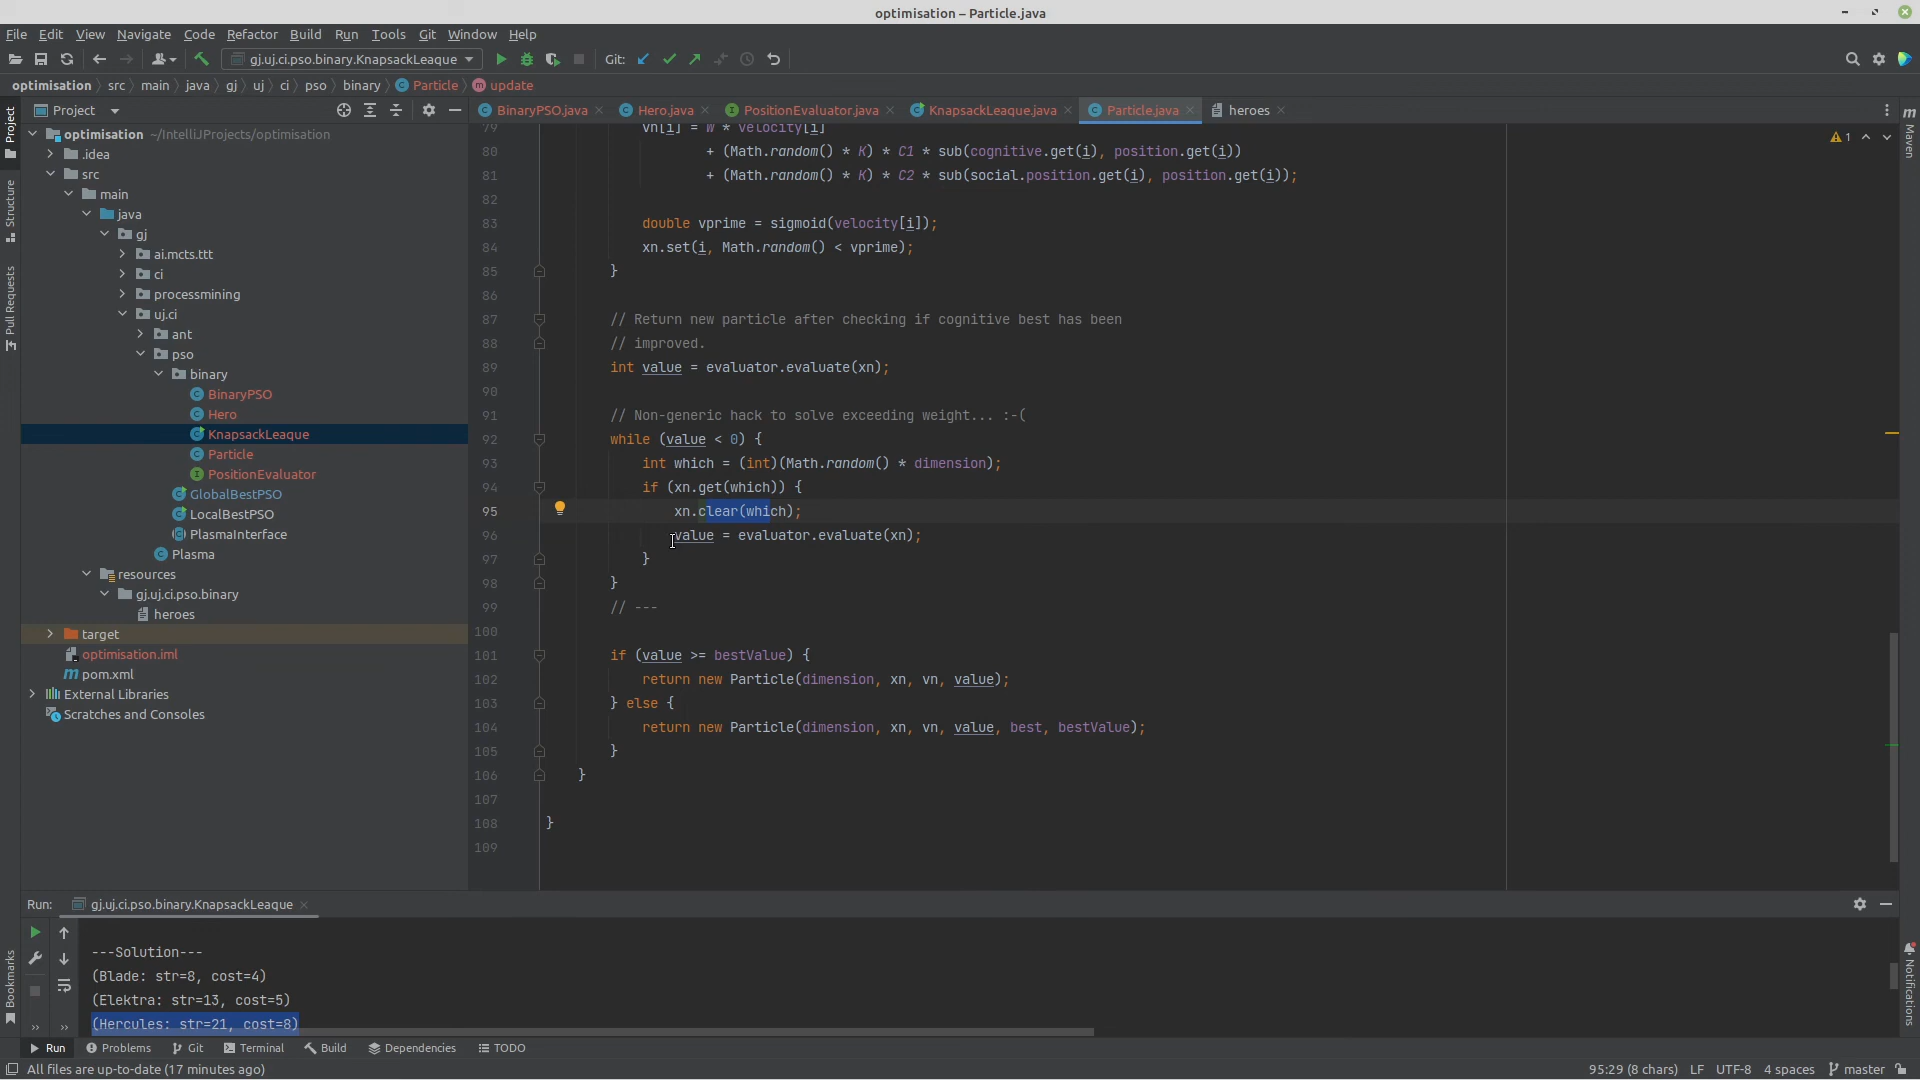 optimisation – Particle.java
File Edit View Navigate Code Refactor Build Run Tools Git Window Help
gj.uj.ci.pso.binary.KnapsackLeaque Git:
optimisation src main java gj uj ci pso binary Particle update
Project BinaryPSO.java Hero.java PositionEvaluator.java KnapsackLeaque.java Particle.java heroes
optimisation ~/IntelliJProjects/optimisation
.idea
src
main
java
gj
ai.mcts.ttt
ci
processmining
uj.ci
ant
pso
binary
BinaryPSO
Hero
KnapsackLeaque
Particle
PositionEvaluator
GlobalBestPSO
LocalBestPSO
PlasmaInterface
Plasma
resources
gj.uj.ci.pso.binary
heroes
target
optimisation.iml
pom.xml
External Libraries
Scratches and Consoles
Project
Structure
Pull Requests
Bookmarks
79 vn[i] = W * velocity[i]
80 + (Math.random() * K) * C1 * sub(cognitive.get(i), position.get(i))
81 + (Math.random() * K) * C2 * sub(social.position.get(i), position.get(i));
82
83 double vprime = sigmoid(velocity[i]);
84 xn.set(i, Math.random() < vprime);
85 }
86
87 // Return new particle after checking if cognitive best has been
88 // improved.
89 int value = evaluator.evaluate(xn);
90
91 // Non-generic hack to solve exceeding weight... :-(
92 while (value < 0) {
93 int which = (int)(Math.random() * dimension);
94 if (xn.get(which)) {
95 xn.clear(which);
96 value = evaluator.evaluate(xn);
97 }
98 }
99 // ---
100
101 if (value >= bestValue) {
102 return new Particle(dimension, xn, vn, value);
103 } else {
104 return new Particle(dimension, xn, vn, value, best, bestValue);
105 }
106 }
107
108 }
109
1
Maven
Notifications
Run: gj.uj.ci.pso.binary.KnapsackLeaque
---Solution---
(Blade: str=8, cost=4)
(Elektra: str=13, cost=5)
(Hercules: str=21, cost=8)
Run Problems Git Terminal Build Dependencies TODO
All files are up-to-date (17 minutes ago) 95:29 (8 chars) LF UTF-8 4 spaces master